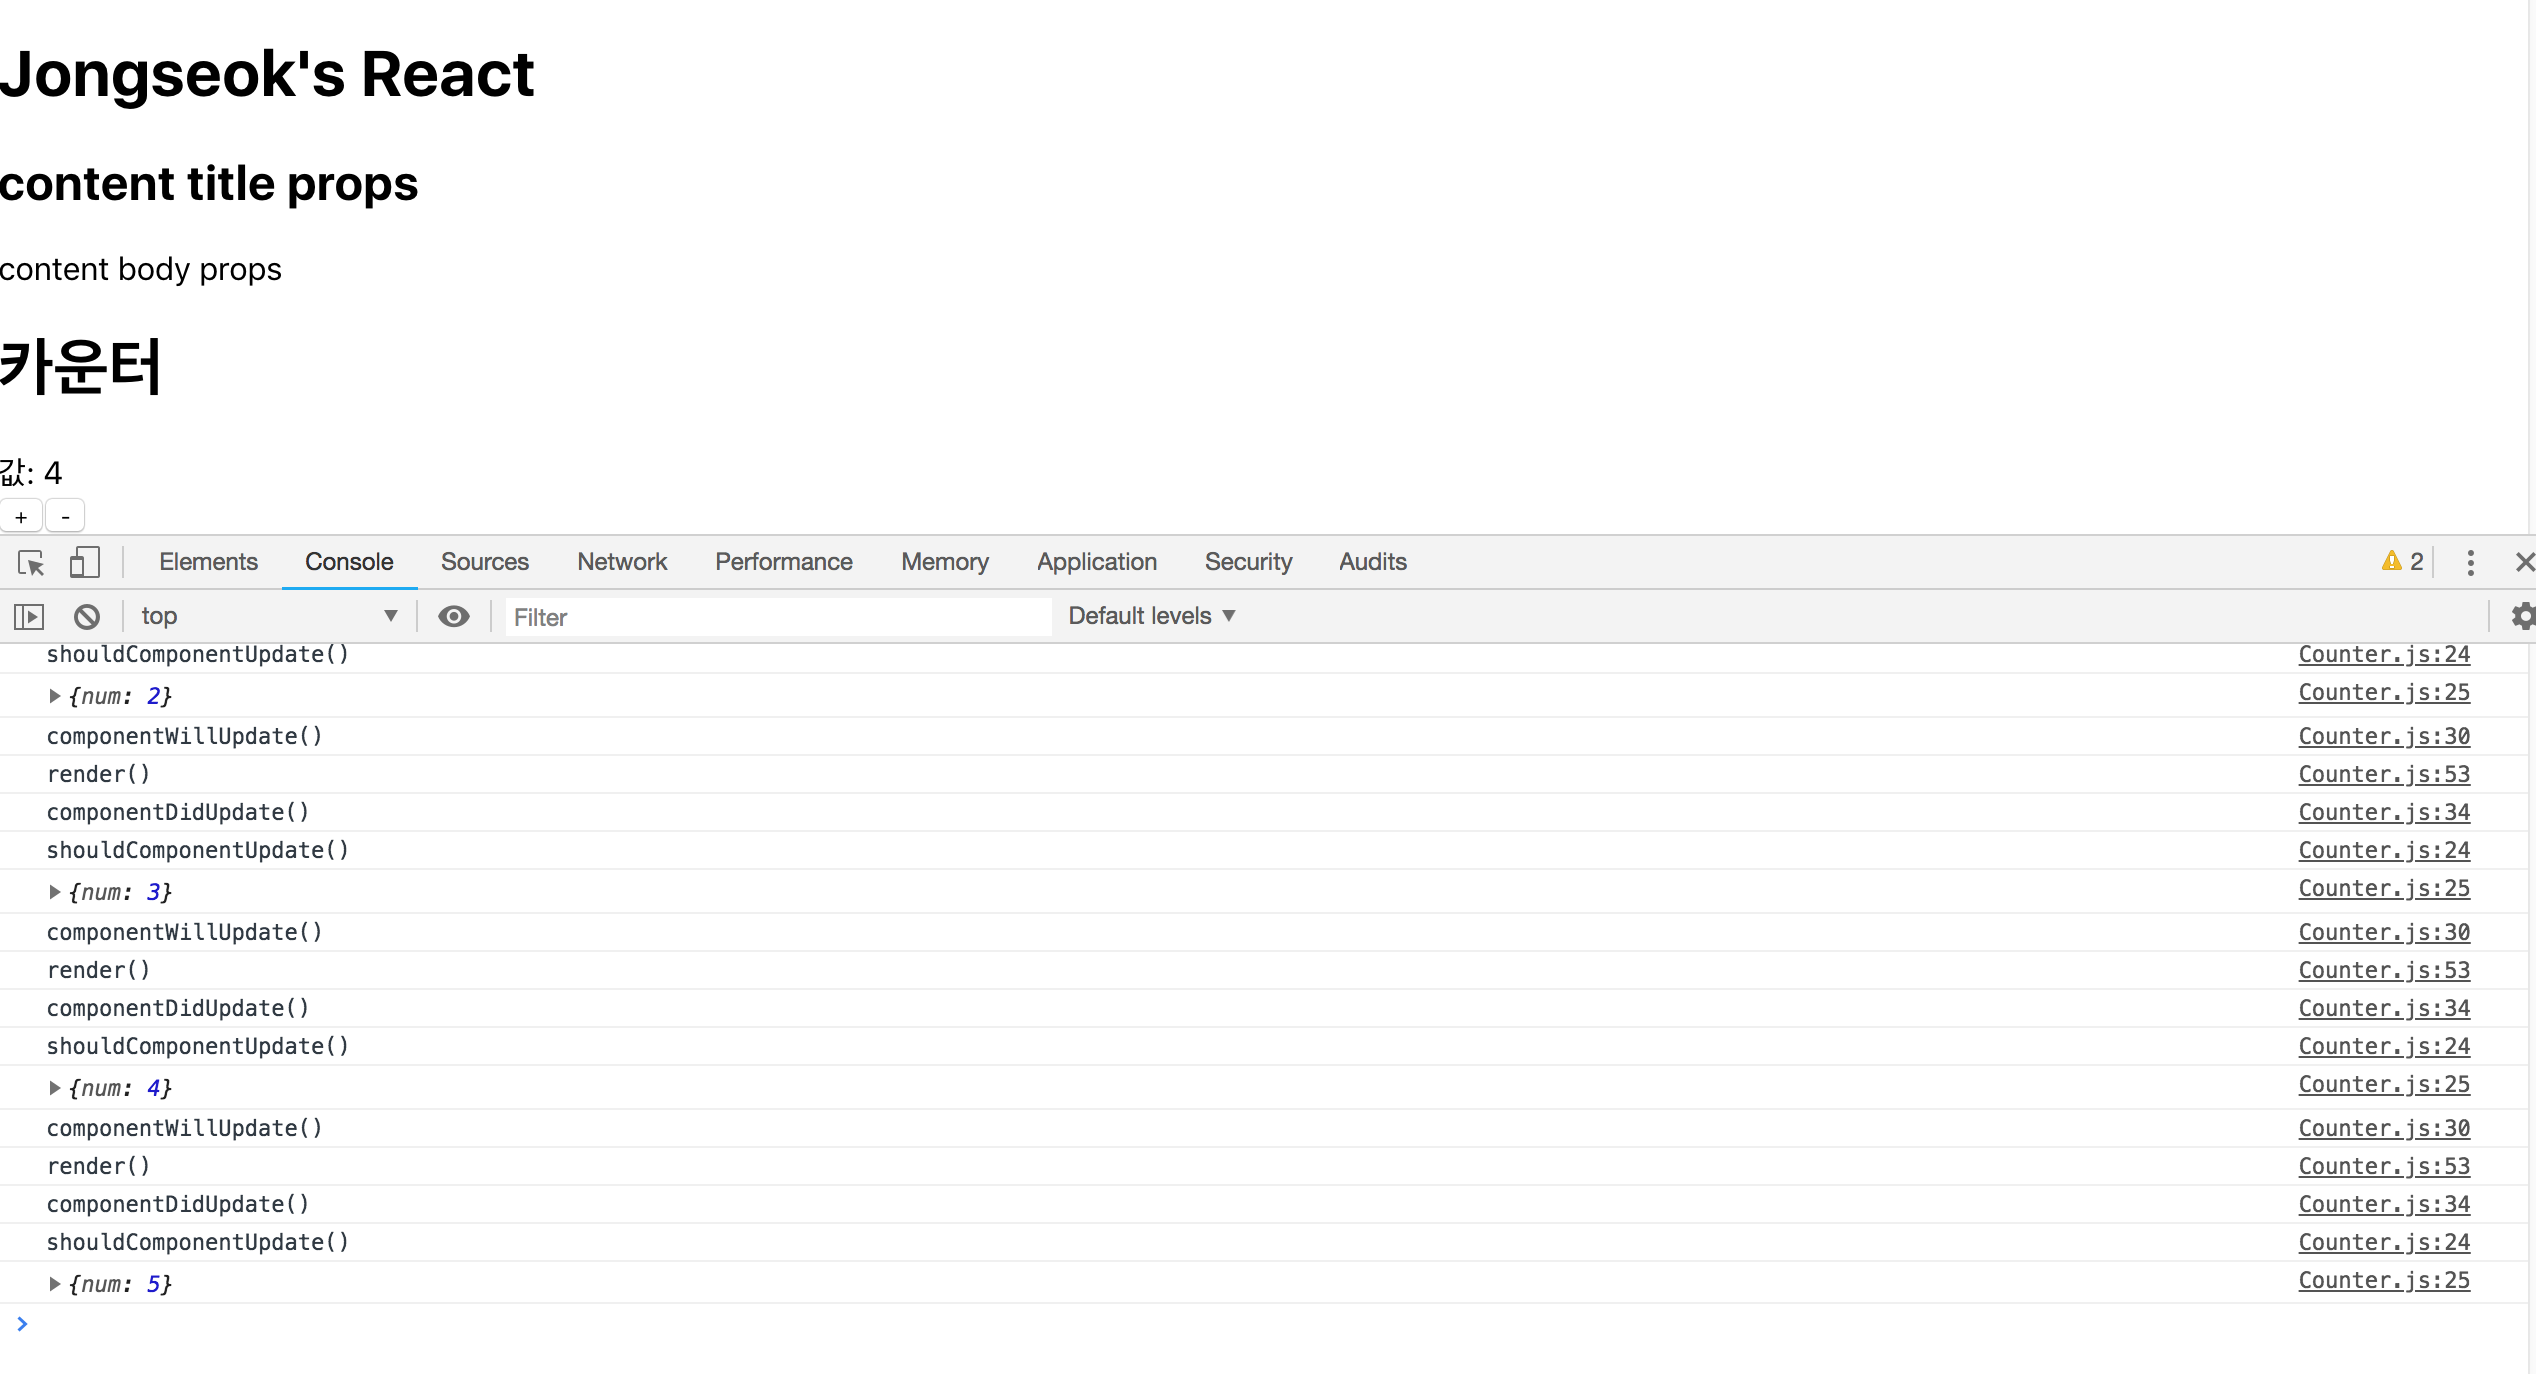 Jongseok's React
content title props
content body props
카운터
값: 4
+ -
Elements Console Sources Network Performance Memory Application Security Audits 2
top Filter Default levels
shouldComponentUpdate() Counter.js:24
{num: 2} Counter.js:25
componentWillUpdate() Counter.js:30
render() Counter.js:53
componentDidUpdate() Counter.js:34
shouldComponentUpdate() Counter.js:24
{num: 3} Counter.js:25
componentWillUpdate() Counter.js:30
render() Counter.js:53
componentDidUpdate() Counter.js:34
shouldComponentUpdate() Counter.js:24
{num: 4} Counter.js:25
componentWillUpdate() Counter.js:30
render() Counter.js:53
componentDidUpdate() Counter.js:34
shouldComponentUpdate() Counter.js:24
{num: 5} Counter.js:25